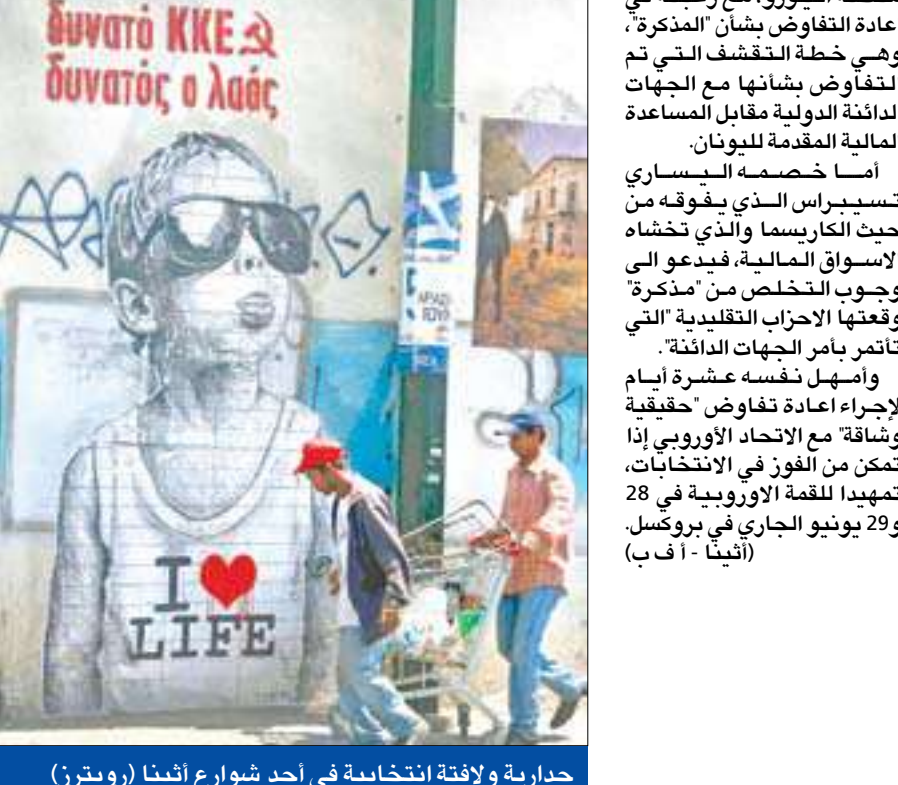 عادة التفاوض بشأن "المذكرة"،
وهي خطة التقشف التي تم
التفاوض بشأنها مع الجهات
الدائنة الدولية مقابل المساعدة
المالية المقدمة لليونان.
أما خصمه اليساري
تسيبراس الذي يفوقه من
حيث الكاريسما والذي تخشاه
الاسواق المالية، فيدعو الى
وجوب التخلص من "مذكرة"
وقعتها الاحزاب التقليدية "التي
تأتمر بأمر الجهات الدائنة".
وأمهل نفسه عشرة أيام
لإجراء اعادة تفاوض "حقيقية
وشاقة" مع الاتحاد الأوروبي إذا
تمكن من الفوز في الانتخابات،
تمهيدا للقمة الاوروبية في 28
و29 يونيو الجاري في بروكسل.
(أثينا - أ ف ب)
δυνατό KKE
δυνατός ο λαός
I ♥
LIFE
جدارية ولافتة انتخابية في أحد شوارع أثينا (رويترز)